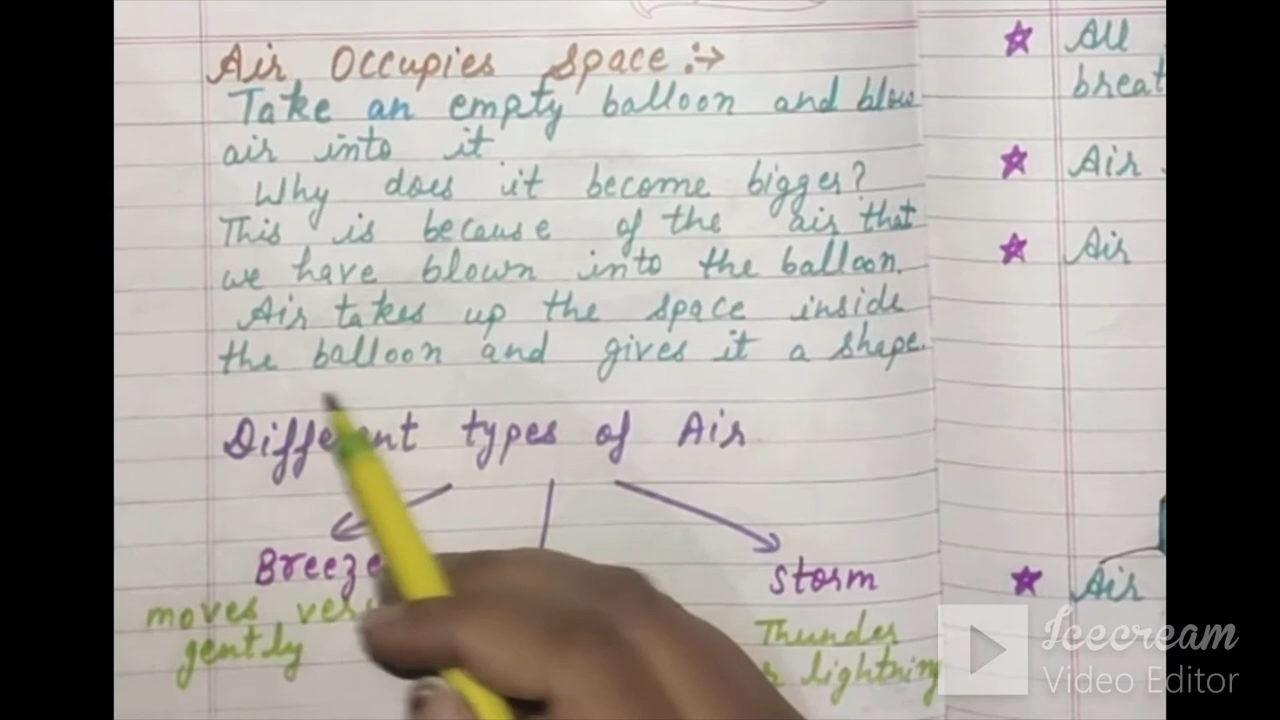 Air Occupies Space :→
Take an empty balloon and blow
air into it
Why does it become bigger?
This is because of the air that
we have blown into the balloon.
Air takes up the space inside
the balloon and gives it a shape.
Different types of Air
Breeze
moves very
gently
Storm
Thunder
lightning
All
Air
Air
Air
Icecream
Video Editor